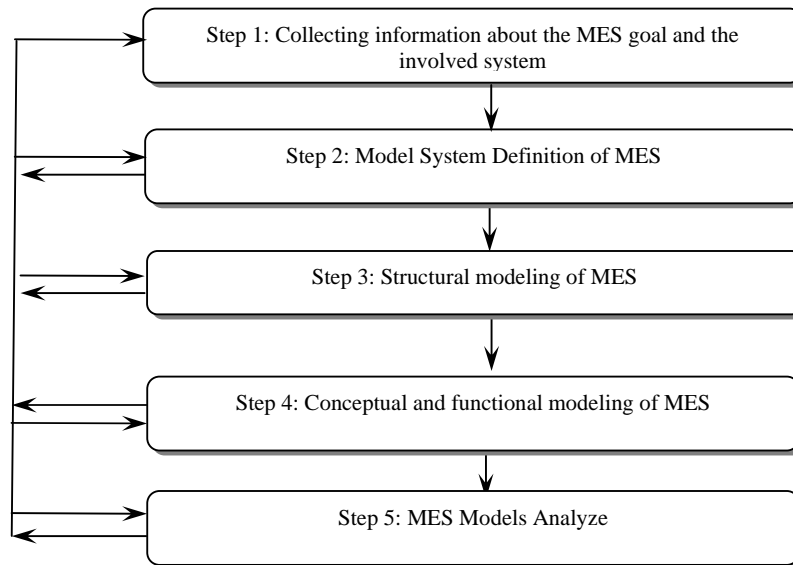 Step 1: Collecting information about the MES goal and the
involved system
Step 2: Model System Definition of MES
Step 3: Structural modeling of MES
Step 4: Conceptual and functional modeling of MES
Step 5: MES Models Analyze